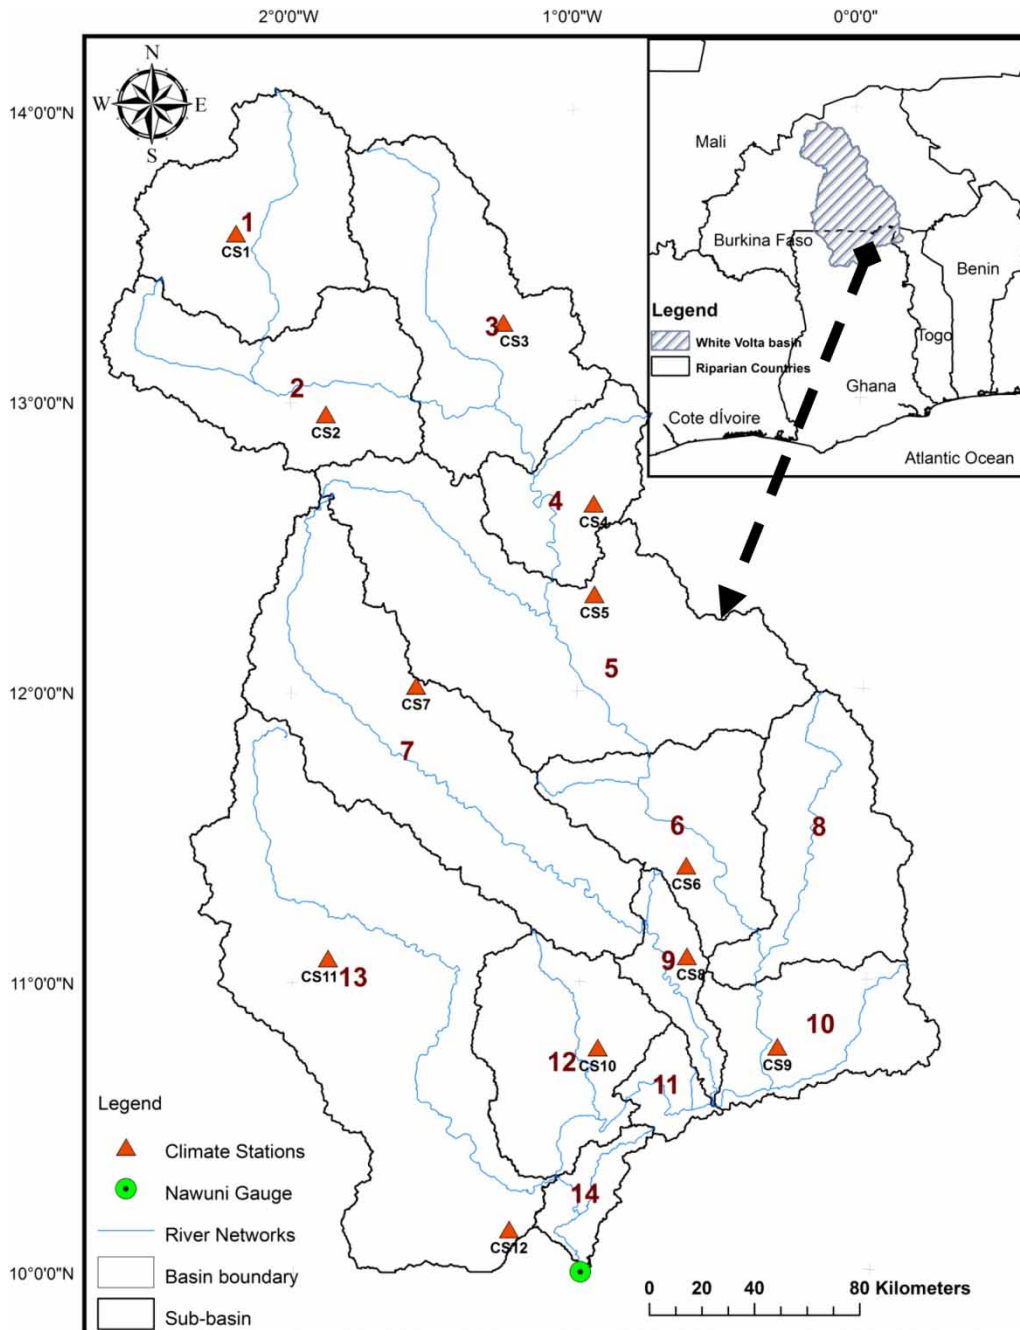 2°0'0"W
1°0'0"W
0°0'0"
N
W
E
S
14°0'0"N
13°0'0"N
12°0'0"N
11°0'0"N
10°0'0"N
Mali
Burkina Faso
Benin
Togo
Ghana
Cote dÍvoire
Atlantic Ocean
Legend
White Volta basin
Riparian Countries
1
CS1
3
CS3
2
CS2
4
CS4
CS5
5
CS7
7
6
8
CS6
9
CS8
CS11
13
10
CS9
12
CS10
11
14
CS12
Legend
Climate Stations
Nawuni Gauge
River Networks
Basin boundary
Sub-basin
0 20 40 80 Kilometers